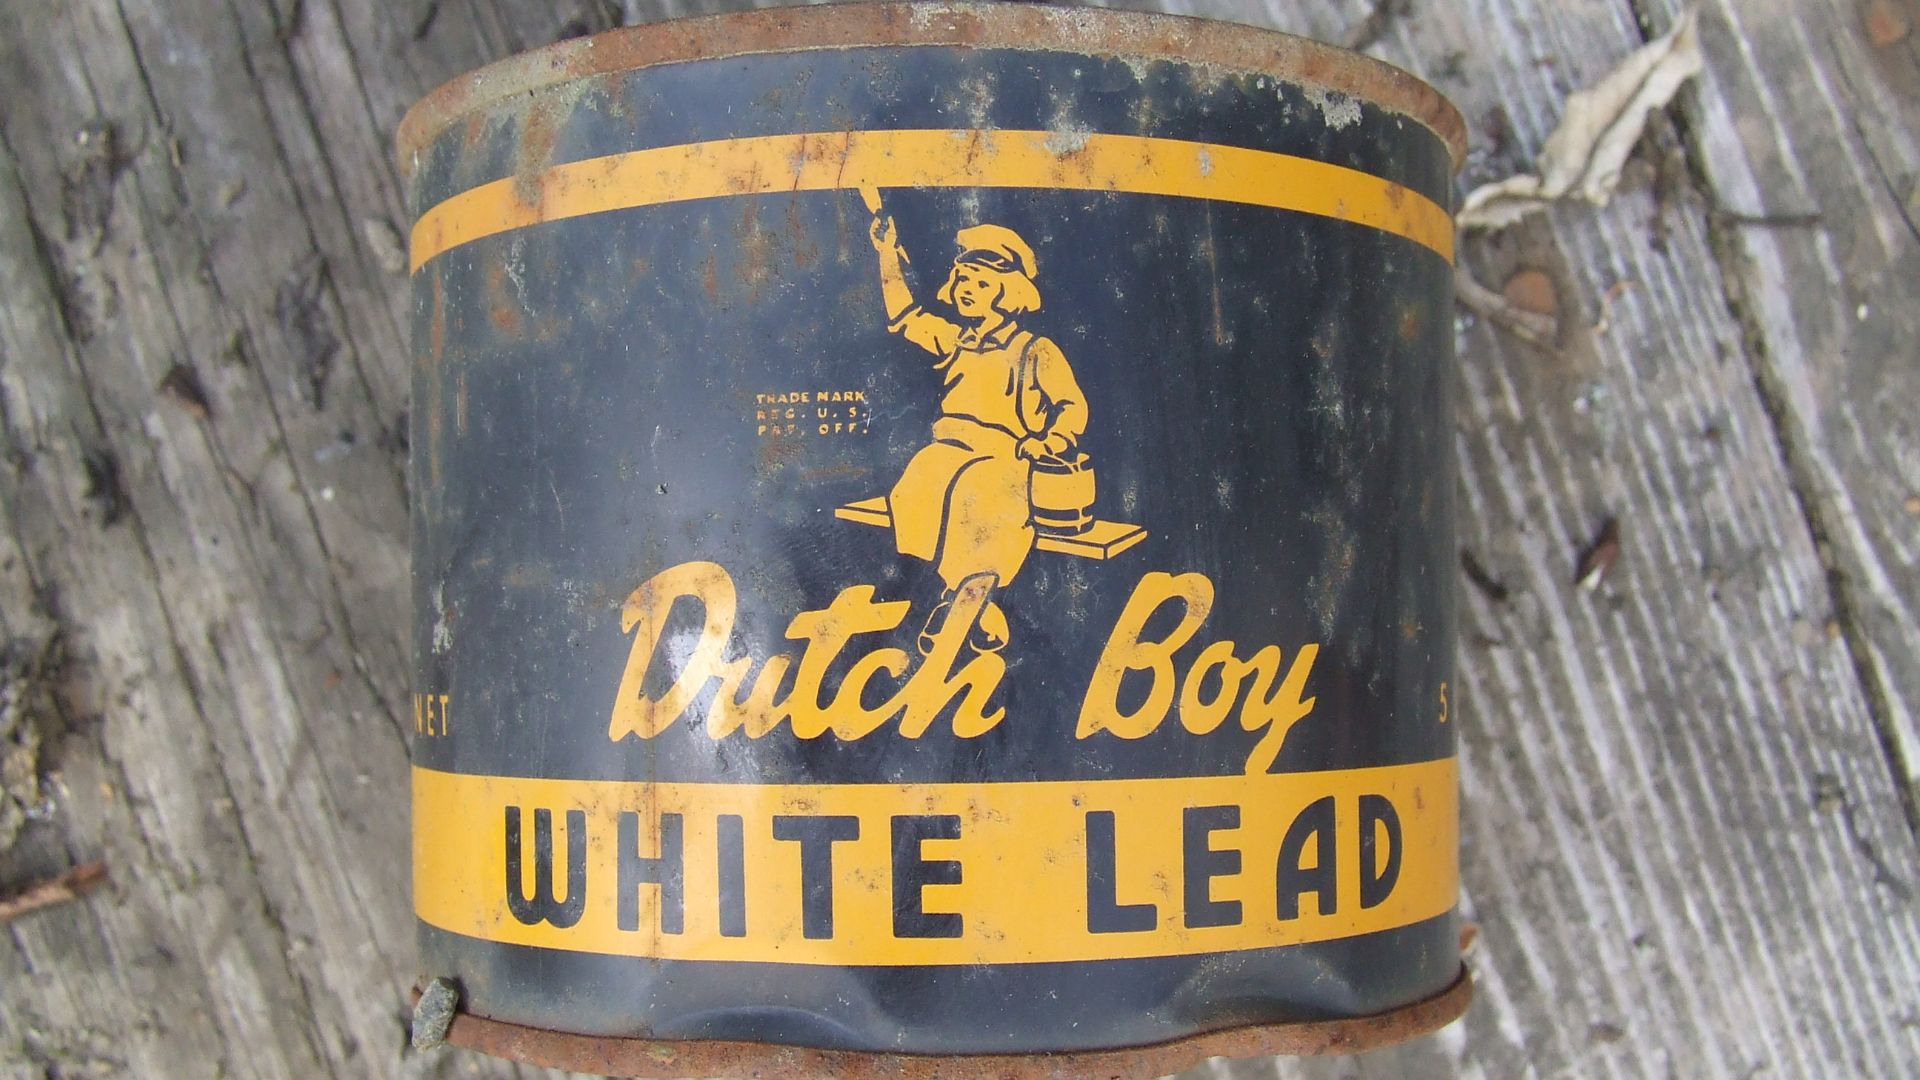 TRADE MARK
REG. U. S.
PAT. OFF.
Dutch Boy
NET
5
WHITE LEAD